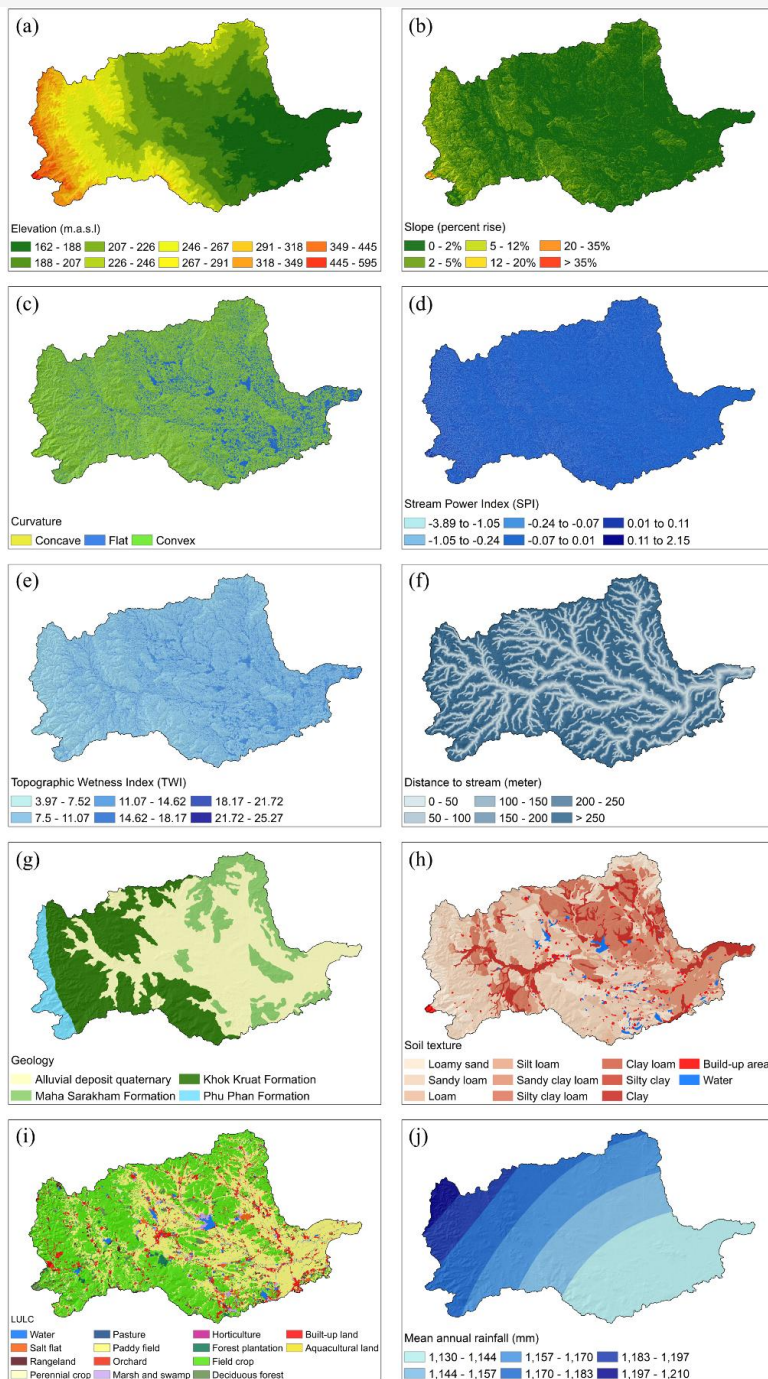 (a)
Elevation (m.a.s.l)
162 - 188 207 - 226 246 - 267 291 - 318 349 - 445
188 - 207 226 - 246 267 - 291 318 - 349 445 - 595
(b)
Slope (percent rise)
0 - 2% 5 - 12% 20 - 35%
2 - 5% 12 - 20% > 35%
(c)
Curvature
Concave Flat Convex
(d)
Stream Power Index (SPI)
-3.89 to -1.05 -0.24 to -0.07 0.01 to 0.11
-1.05 to -0.24 -0.07 to 0.01 0.11 to 2.15
(e)
Topographic Wetness Index (TWI)
3.97 - 7.52 11.07 - 14.62 18.17 - 21.72
7.5 - 11.07 14.62 - 18.17 21.72 - 25.27
(f)
Distance to stream (meter)
0 - 50 100 - 150 200 - 250
50 - 100 150 - 200 > 250
(g)
Geology
Alluvial deposit quaternary Khok Kruat Formation
Maha Sarakham Formation Phu Phan Formation
(h)
Soil texture
Loamy sand Silt loam Clay loam Build-up area
Sandy loam Sandy clay loam Silty clay Water
Loam Silty clay loam Clay
(i)
LULC
Water Pasture Horticulture Built-up land
Salt flat Paddy field Forest plantation Aquacultural land
Rangeland Orchard Field crop
Perennial crop Marsh and swamp Deciduous forest
(j)
Mean annual rainfall (mm)
1,130 - 1,144 1,157 - 1,170 1,183 - 1,197
1,144 - 1,157 1,170 - 1,183 1,197 - 1,210